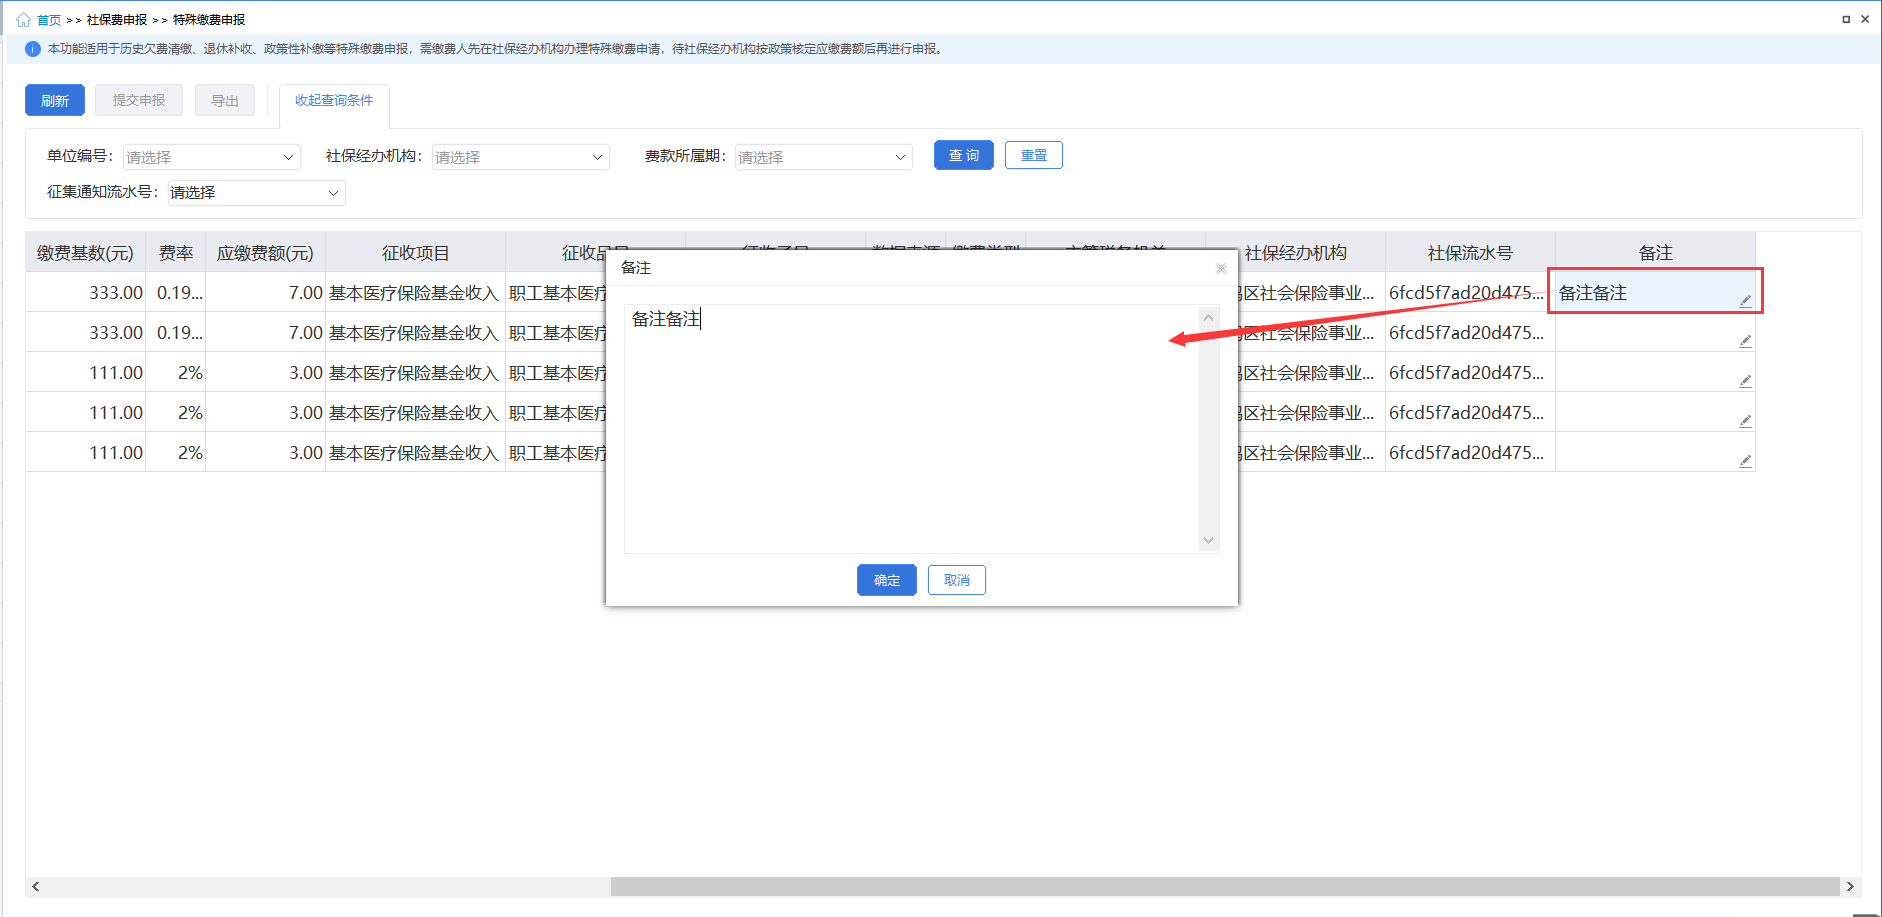 首页 >> 社保费申报 >> 特殊缴费申报
本功能适用于历史欠费清缴、退休补收、政策性补缴等特殊缴费申报，需缴费人先在社保经办机构办理特殊缴费申请，待社保经办机构按政策核定应缴费额后再进行申报。
刷新 提交申报 导出 收起查询条件
单位编号： 请选择 社保经办机构： 请选择 费款所属期： 请选择 查 询 重置
征集通知流水号： 请选择
缴费基数(元) 费率 应缴费额(元) 征收项目 征收品目 社保经办机构 社保流水号 备注
333.00 0.19... 7.00 基本医疗保险基金收入 职工基本医疗 区社会保险事业... 6fcd5f7ad20d475... 备注备注
333.00 0.19... 7.00 基本医疗保险基金收入 职工基本医疗 区社会保险事业... 6fcd5f7ad20d475...
111.00 2% 3.00 基本医疗保险基金收入 职工基本医疗 区社会保险事业... 6fcd5f7ad20d475...
111.00 2% 3.00 基本医疗保险基金收入 职工基本医疗 区社会保险事业... 6fcd5f7ad20d475...
111.00 2% 3.00 基本医疗保险基金收入 职工基本医疗 区社会保险事业... 6fcd5f7ad20d475...
备注
备注备注
确定 取消